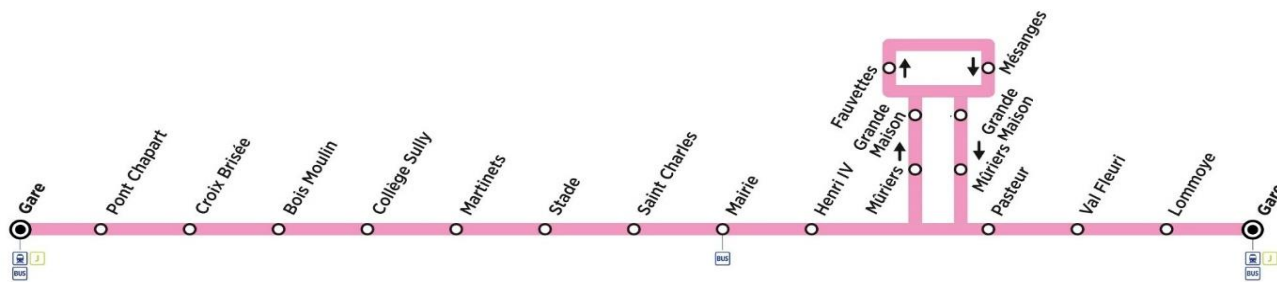 Gare
Pont Chapart
Croix Brisée
Bois Moulin
Collège Sully
Martinets
Stade
Saint Charles
Mairie
Henri IV
Mûriers
Grande
Maison
Fauvettes
Mésanges
Grande
Maison
Mûriers
Pasteur
Val Fleuri
Lommoye
Gare
J
BUS
BUS
J
BUS